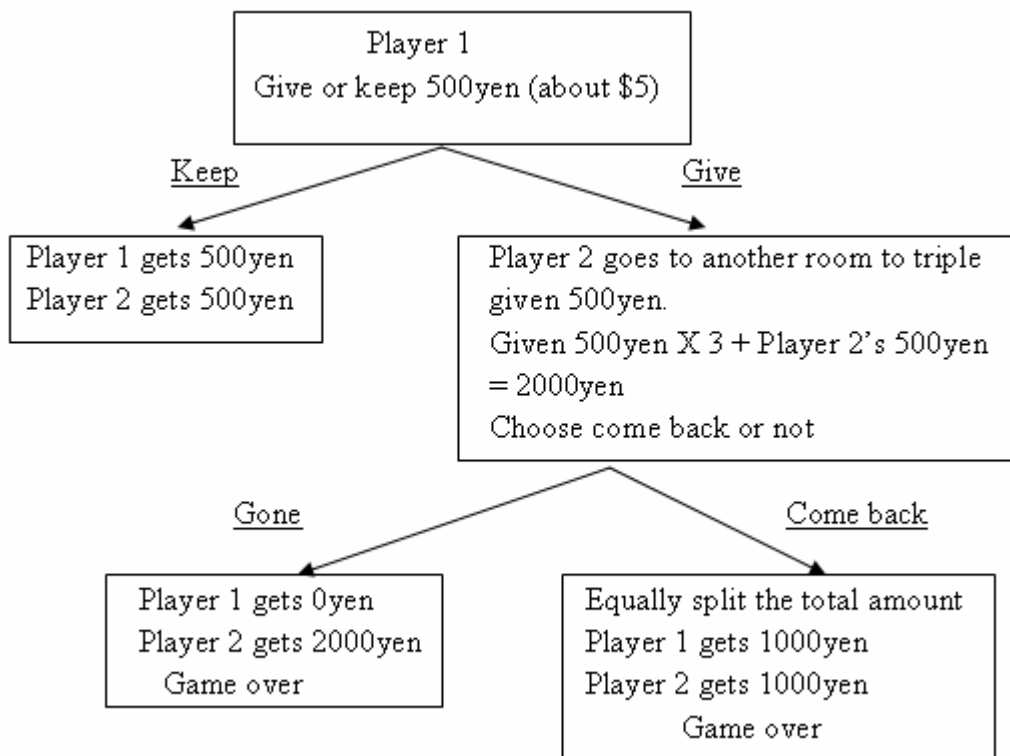 Player 1
Give or keep 500yen (about $5)
Keep
Give
Player 1 gets 500yen
Player 2 gets 500yen
Player 2 goes to another room to triple
given 500yen.
Given 500yen X 3 + Player 2’s 500yen
= 2000yen
Choose come back or not
Gone
Come back
Player 1 gets 0yen
Player 2 gets 2000yen
Game over
Equally split the total amount
Player 1 gets 1000yen
Player 2 gets 1000yen
Game over